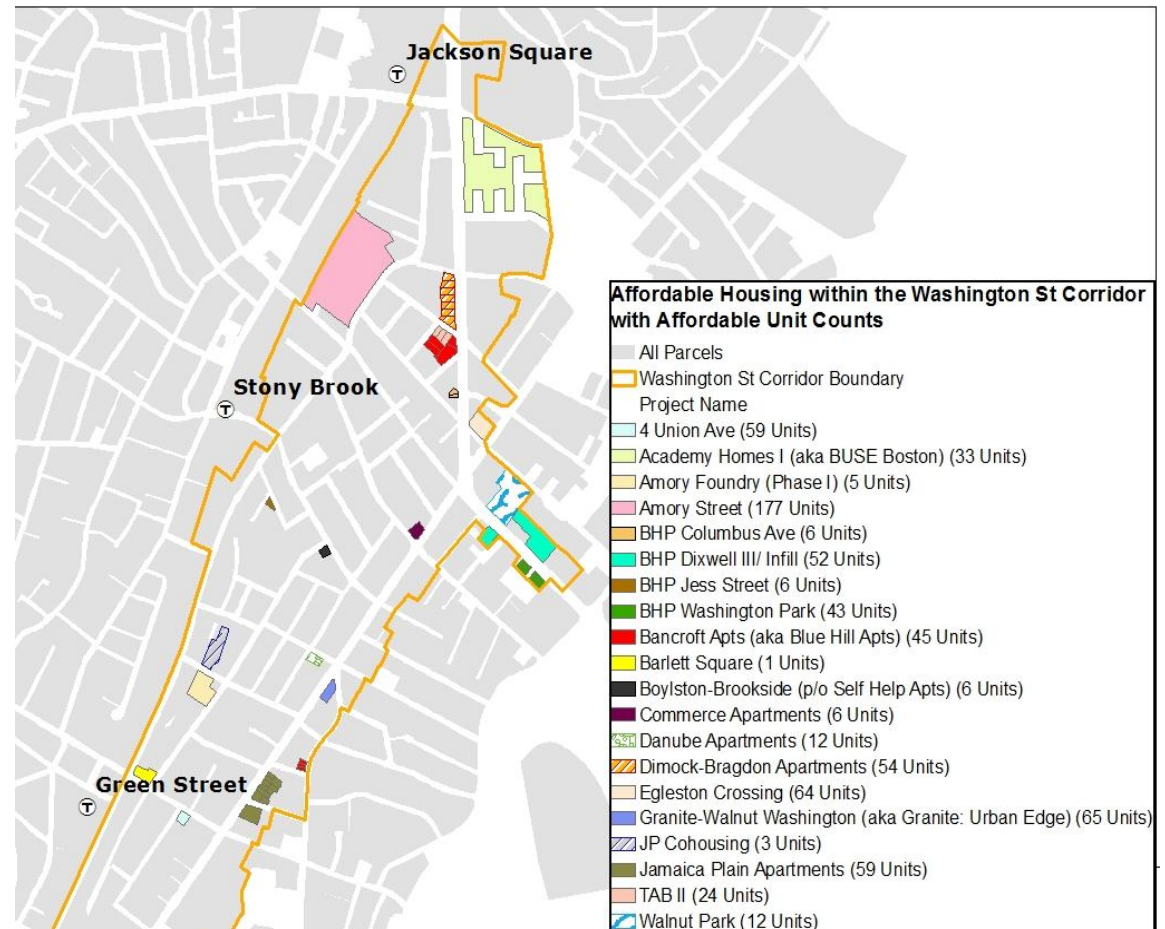 Jackson Square
T
Stony Brook
T
Green Street
T
Affordable Housing within the Washington St Corridor
with Affordable Unit Counts
All Parcels
Washington St Corridor Boundary
Project Name
4 Union Ave (59 Units)
Academy Homes I (aka BUSE Boston) (33 Units)
Amory Foundry (Phase I) (5 Units)
Amory Street (177 Units)
BHP Columbus Ave (6 Units)
BHP Dixwell III/ Infill (52 Units)
BHP Jess Street (6 Units)
BHP Washington Park (43 Units)
Bancroft Apts (aka Blue Hill Apts) (45 Units)
Barlett Square (1 Units)
Boylston-Brookside (p/o Self Help Apts) (6 Units)
Commerce Apartments (6 Units)
Danube Apartments (12 Units)
Dimock-Bragdon Apartments (54 Units)
Egleston Crossing (64 Units)
Granite-Walnut Washington (aka Granite: Urban Edge) (65 Units)
JP Cohousing (3 Units)
Jamaica Plain Apartments (59 Units)
TAB II (24 Units)
Walnut Park (12 Units)